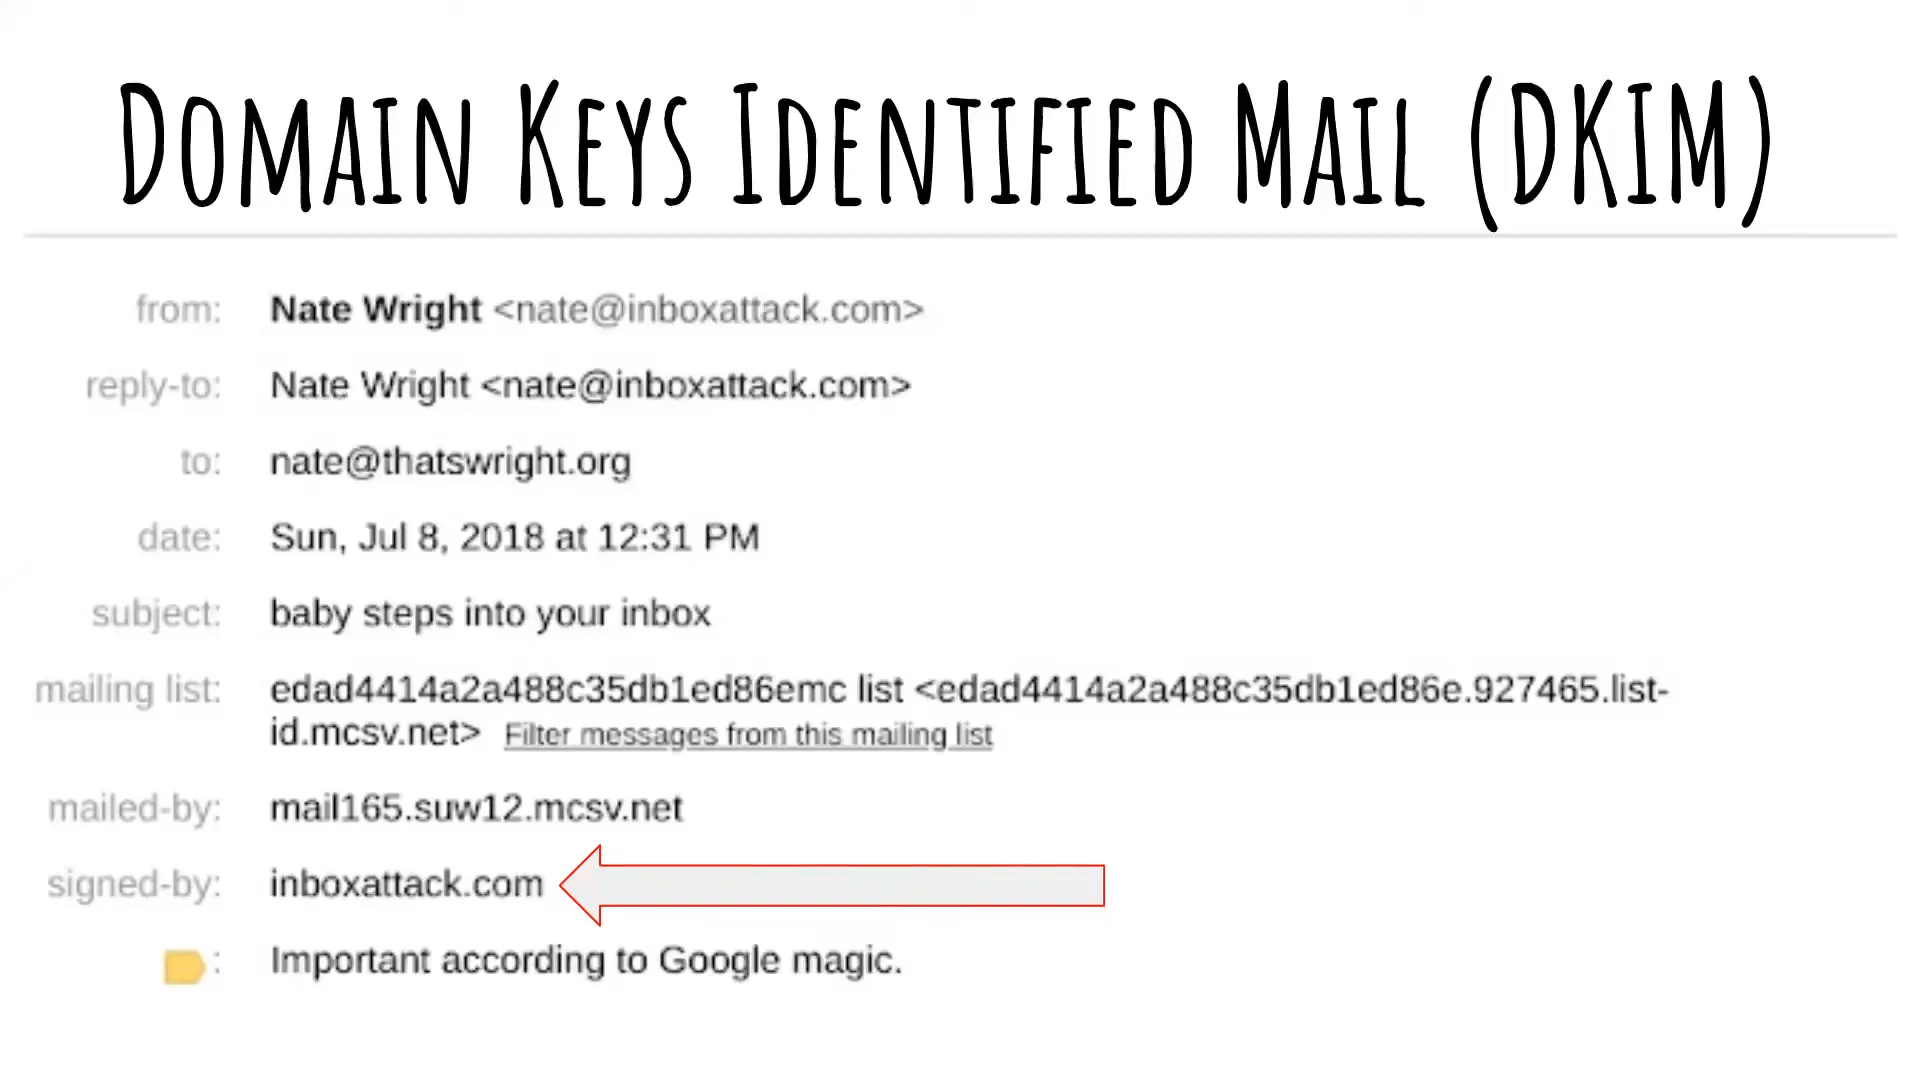 Domain Keys Identified Mail (DKIM)
from: Nate Wright <nate@inboxattack.com>
reply-to: Nate Wright <nate@inboxattack.com>
to: nate@thatswright.org
date: Sun, Jul 8, 2018 at 12:31 PM
subject: baby steps into your inbox
mailing list: edad4414a2a488c35db1ed86emc list <edad4414a2a488c35db1ed86e.927465.list-
id.mcsv.net> Filter messages from this mailing list
mailed-by: mail165.suw12.mcsv.net
signed-by: inboxattack.com
: Important according to Google magic.